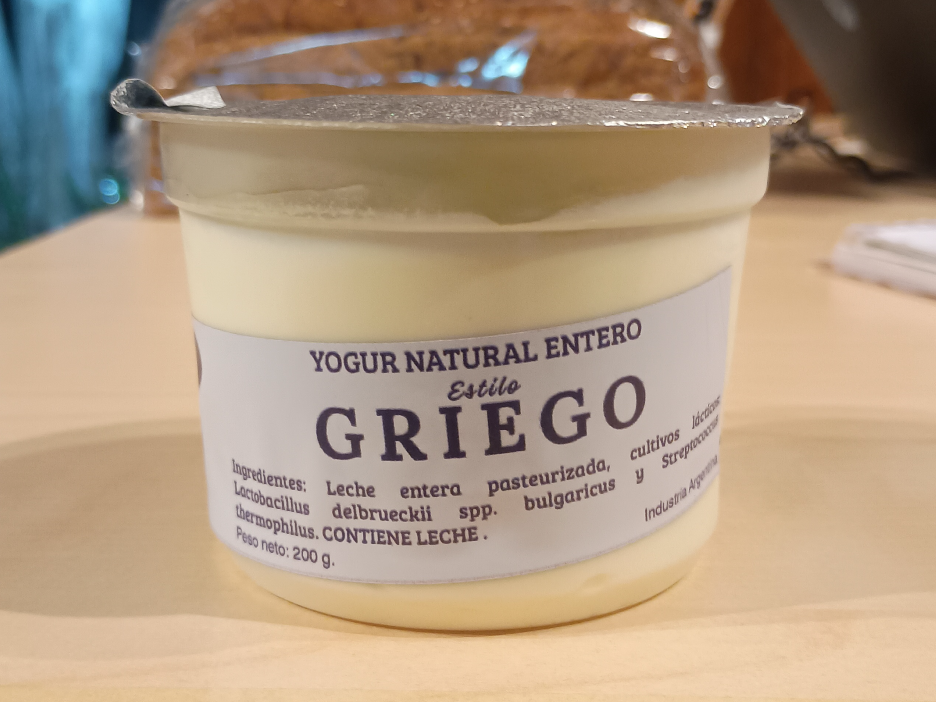 YOGUR NATURAL ENTERO
Estilo
GRIEGO
Ingredientes: Leche entera pasteurizada, cultivos lácticos
Lactobacillus delbrueckii spp. bulgaricus y Streptococcus
thermophilus. CONTIENE LECHE .
Peso neto: 200 g.
Industria Argentina